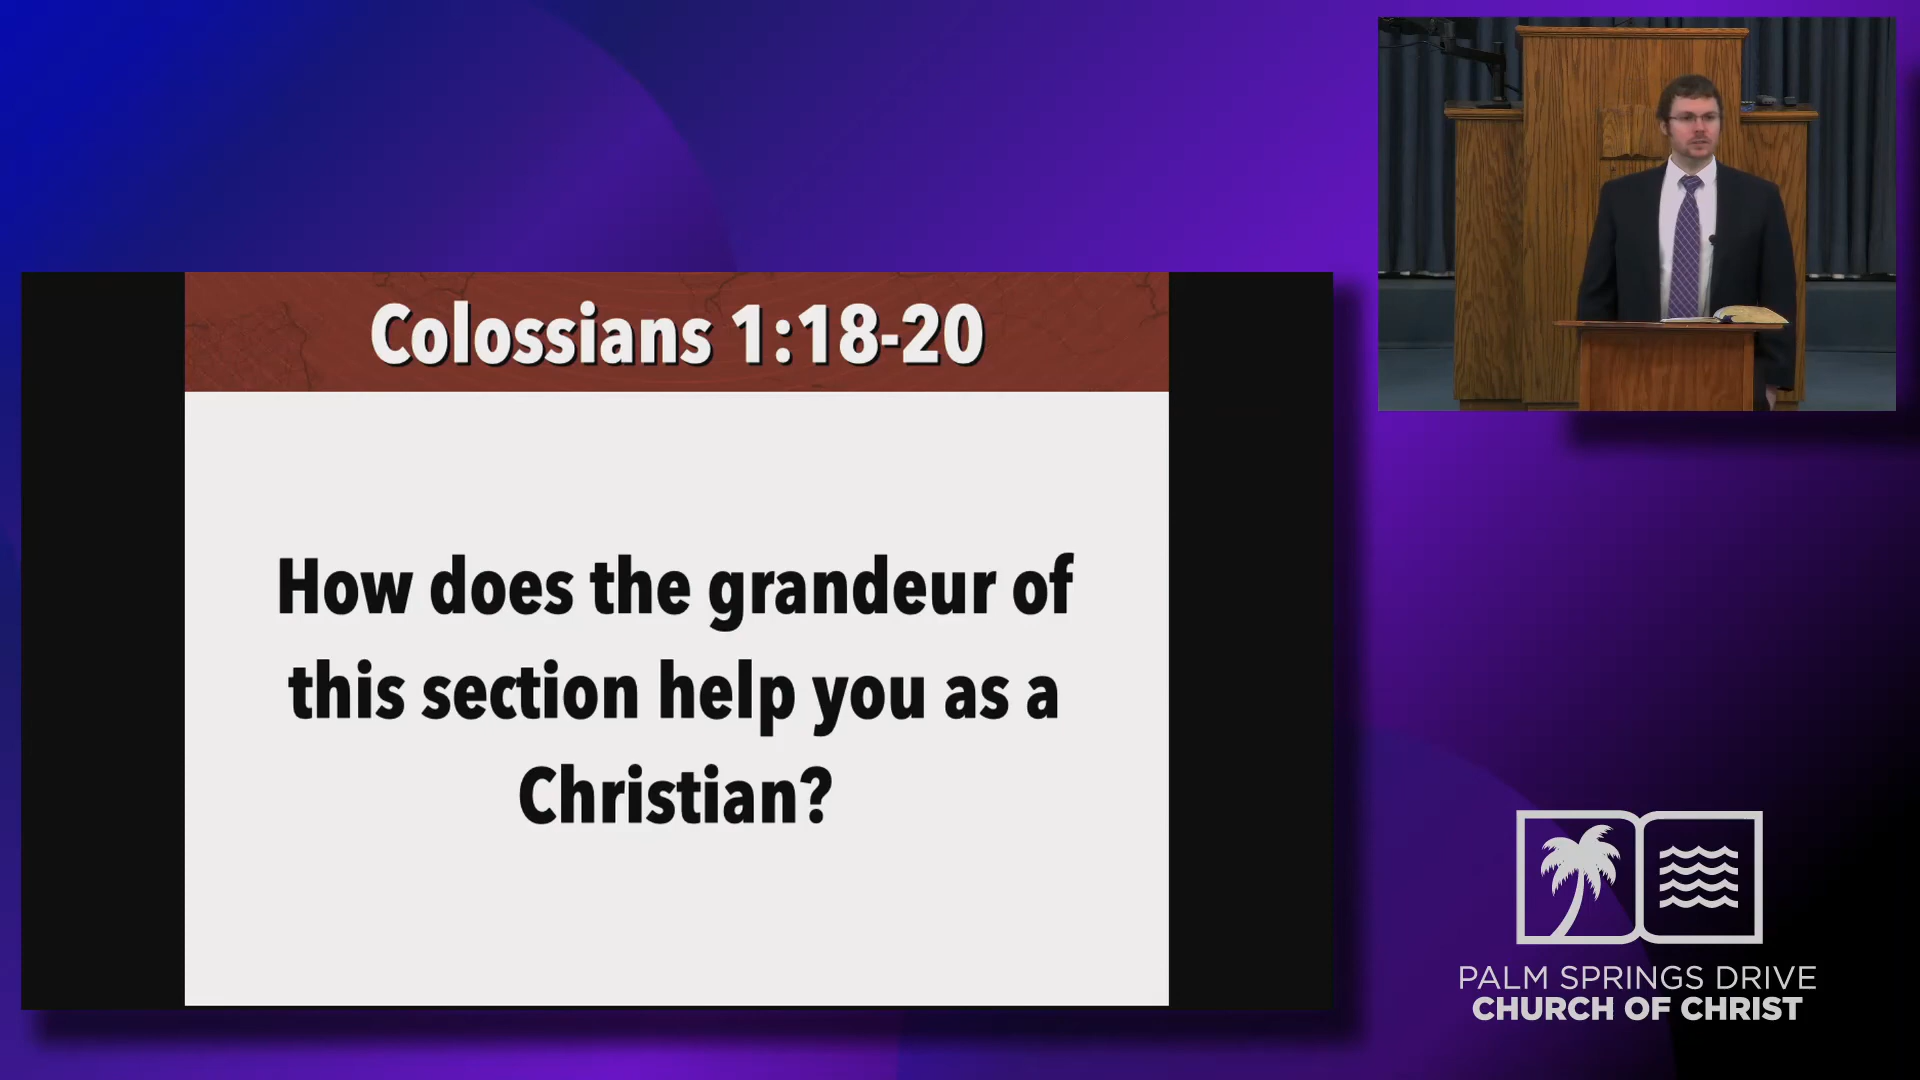 Colossians 1:18-20
How does the grandeur of
this section help you as a
Christian?
PALM SPRINGS DRIVE
CHURCH OF CHRIST